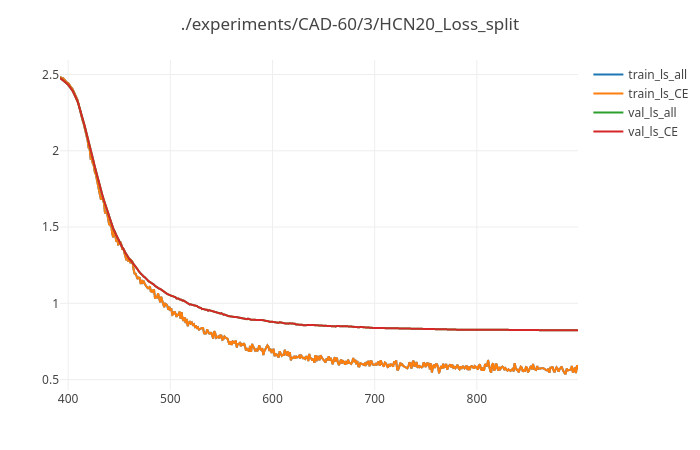 ./experiments/CAD-60/3/HCN20_Loss_split
2.5
2
1.5
1
0.5
400
500
600
700
800
train_ls_all
train_ls_CE
val_ls_all
val_ls_CE